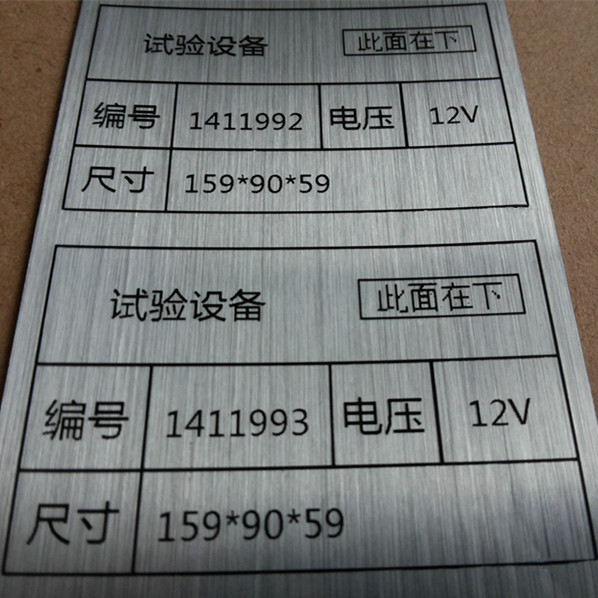 试验设备 此面在下
编号 1411992 电压 12V
尺寸 159*90*59
试验设备 此面在下
编号 1411993 电压 12V
尺寸 159*90*59